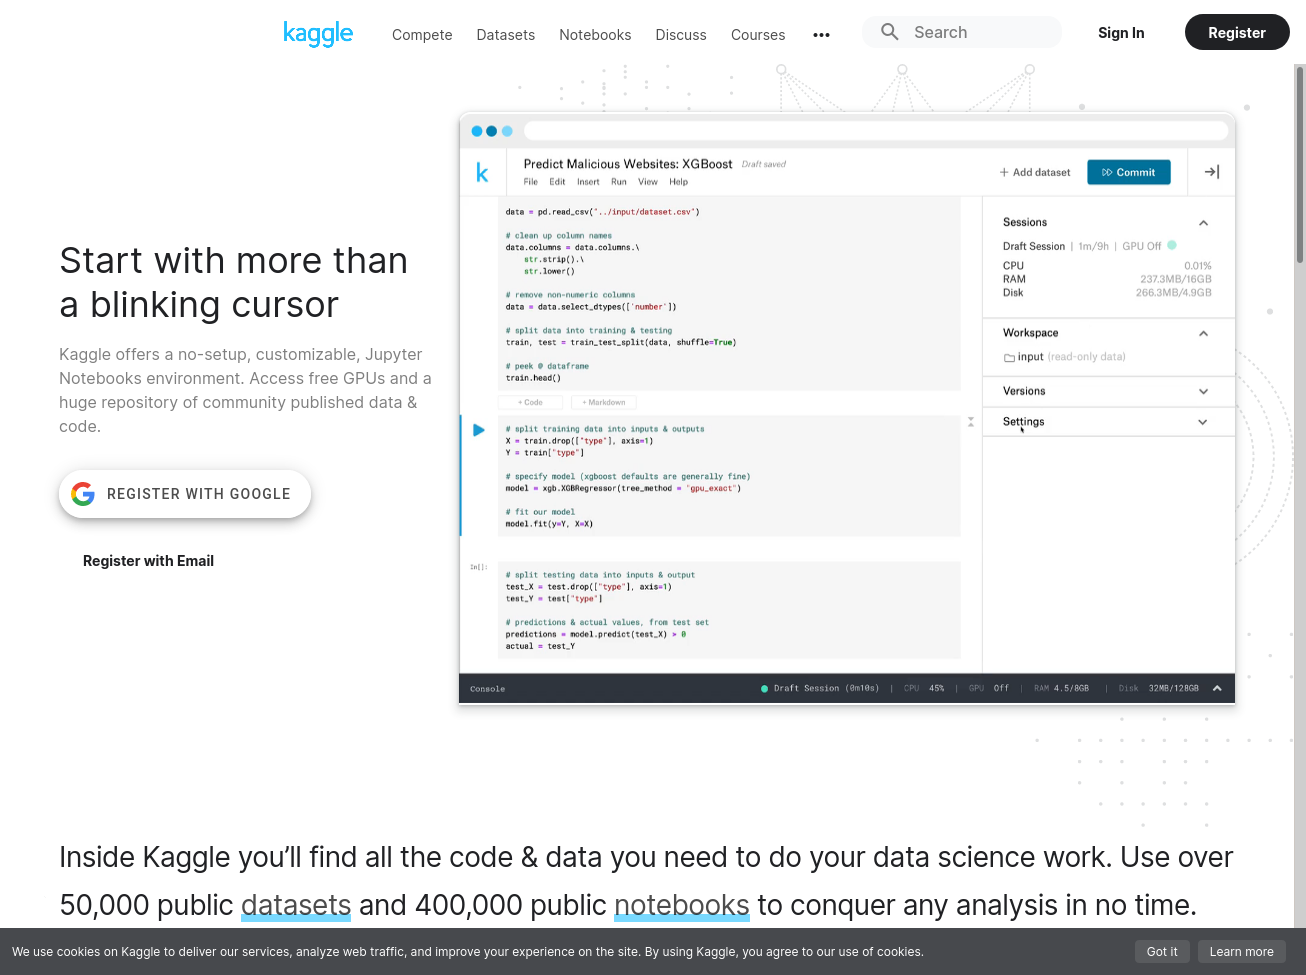 kaggle
Compete
Datasets
Notebooks
Discuss
Courses
•••
Search
Sign In
Register
Start with more than
a blinking cursor
Kaggle offers a no-setup, customizable, Jupyter
Notebooks environment. Access free GPUs and a
huge repository of community published data &
code.
REGISTER WITH GOOGLE
Register with Email
k
Predict Malicious Websites: XGBoost Draft saved
File Edit Insert Run View Help
+ Add dataset
Commit
data = pd.read_csv("../input/dataset.csv")
# clean up column names
data.columns = data.columns.\
str.strip().\
str.lower()
# remove non-numeric columns
data = data.select_dtypes(['number'])
# split data into training & testing
train, test = train_test_split(data, shuffle=True)
# peek @ dataframe
train.head()
+ Code
+ Markdown
# split training data into inputs & outputs
X = train.drop(["type"], axis=1)
Y = train["type"]
# specify model (xgboost defaults are generally fine)
model = xgb.XGBRegressor(tree_method = "gpu_exact")
# fit our model
model.fit(y=Y, X=X)
In[]:
# split testing data into inputs & output
test_X = test.drop(["type"], axis=1)
test_Y = test["type"]
# predictions & actual values, from test set
predictions = model.predict(test_X) > 0
actual = test_Y
Sessions
Draft Session | 1m/9h | GPU Off
CPU 0.01%
RAM 237.3MB/16GB
Disk 266.3MB/4.9GB
Workspace
input (read-only data)
Versions
Settings
Console
Draft Session (0m10s) | CPU 45% | GPU Off | RAM 4.5/8GB | Disk 32MB/128GB
Inside Kaggle you’ll find all the code & data you need to do your data science work. Use over
50,000 public datasets and 400,000 public notebooks to conquer any analysis in no time.
We use cookies on Kaggle to deliver our services, analyze web traffic, and improve your experience on the site. By using Kaggle, you agree to our use of cookies.
Got it
Learn more